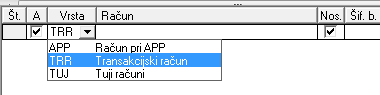 Št. A Vrsta Račun Nos. Šif. b.
TRR
APP Račun pri APP
TRR Transakcijski račun
TUJ Tuji računi